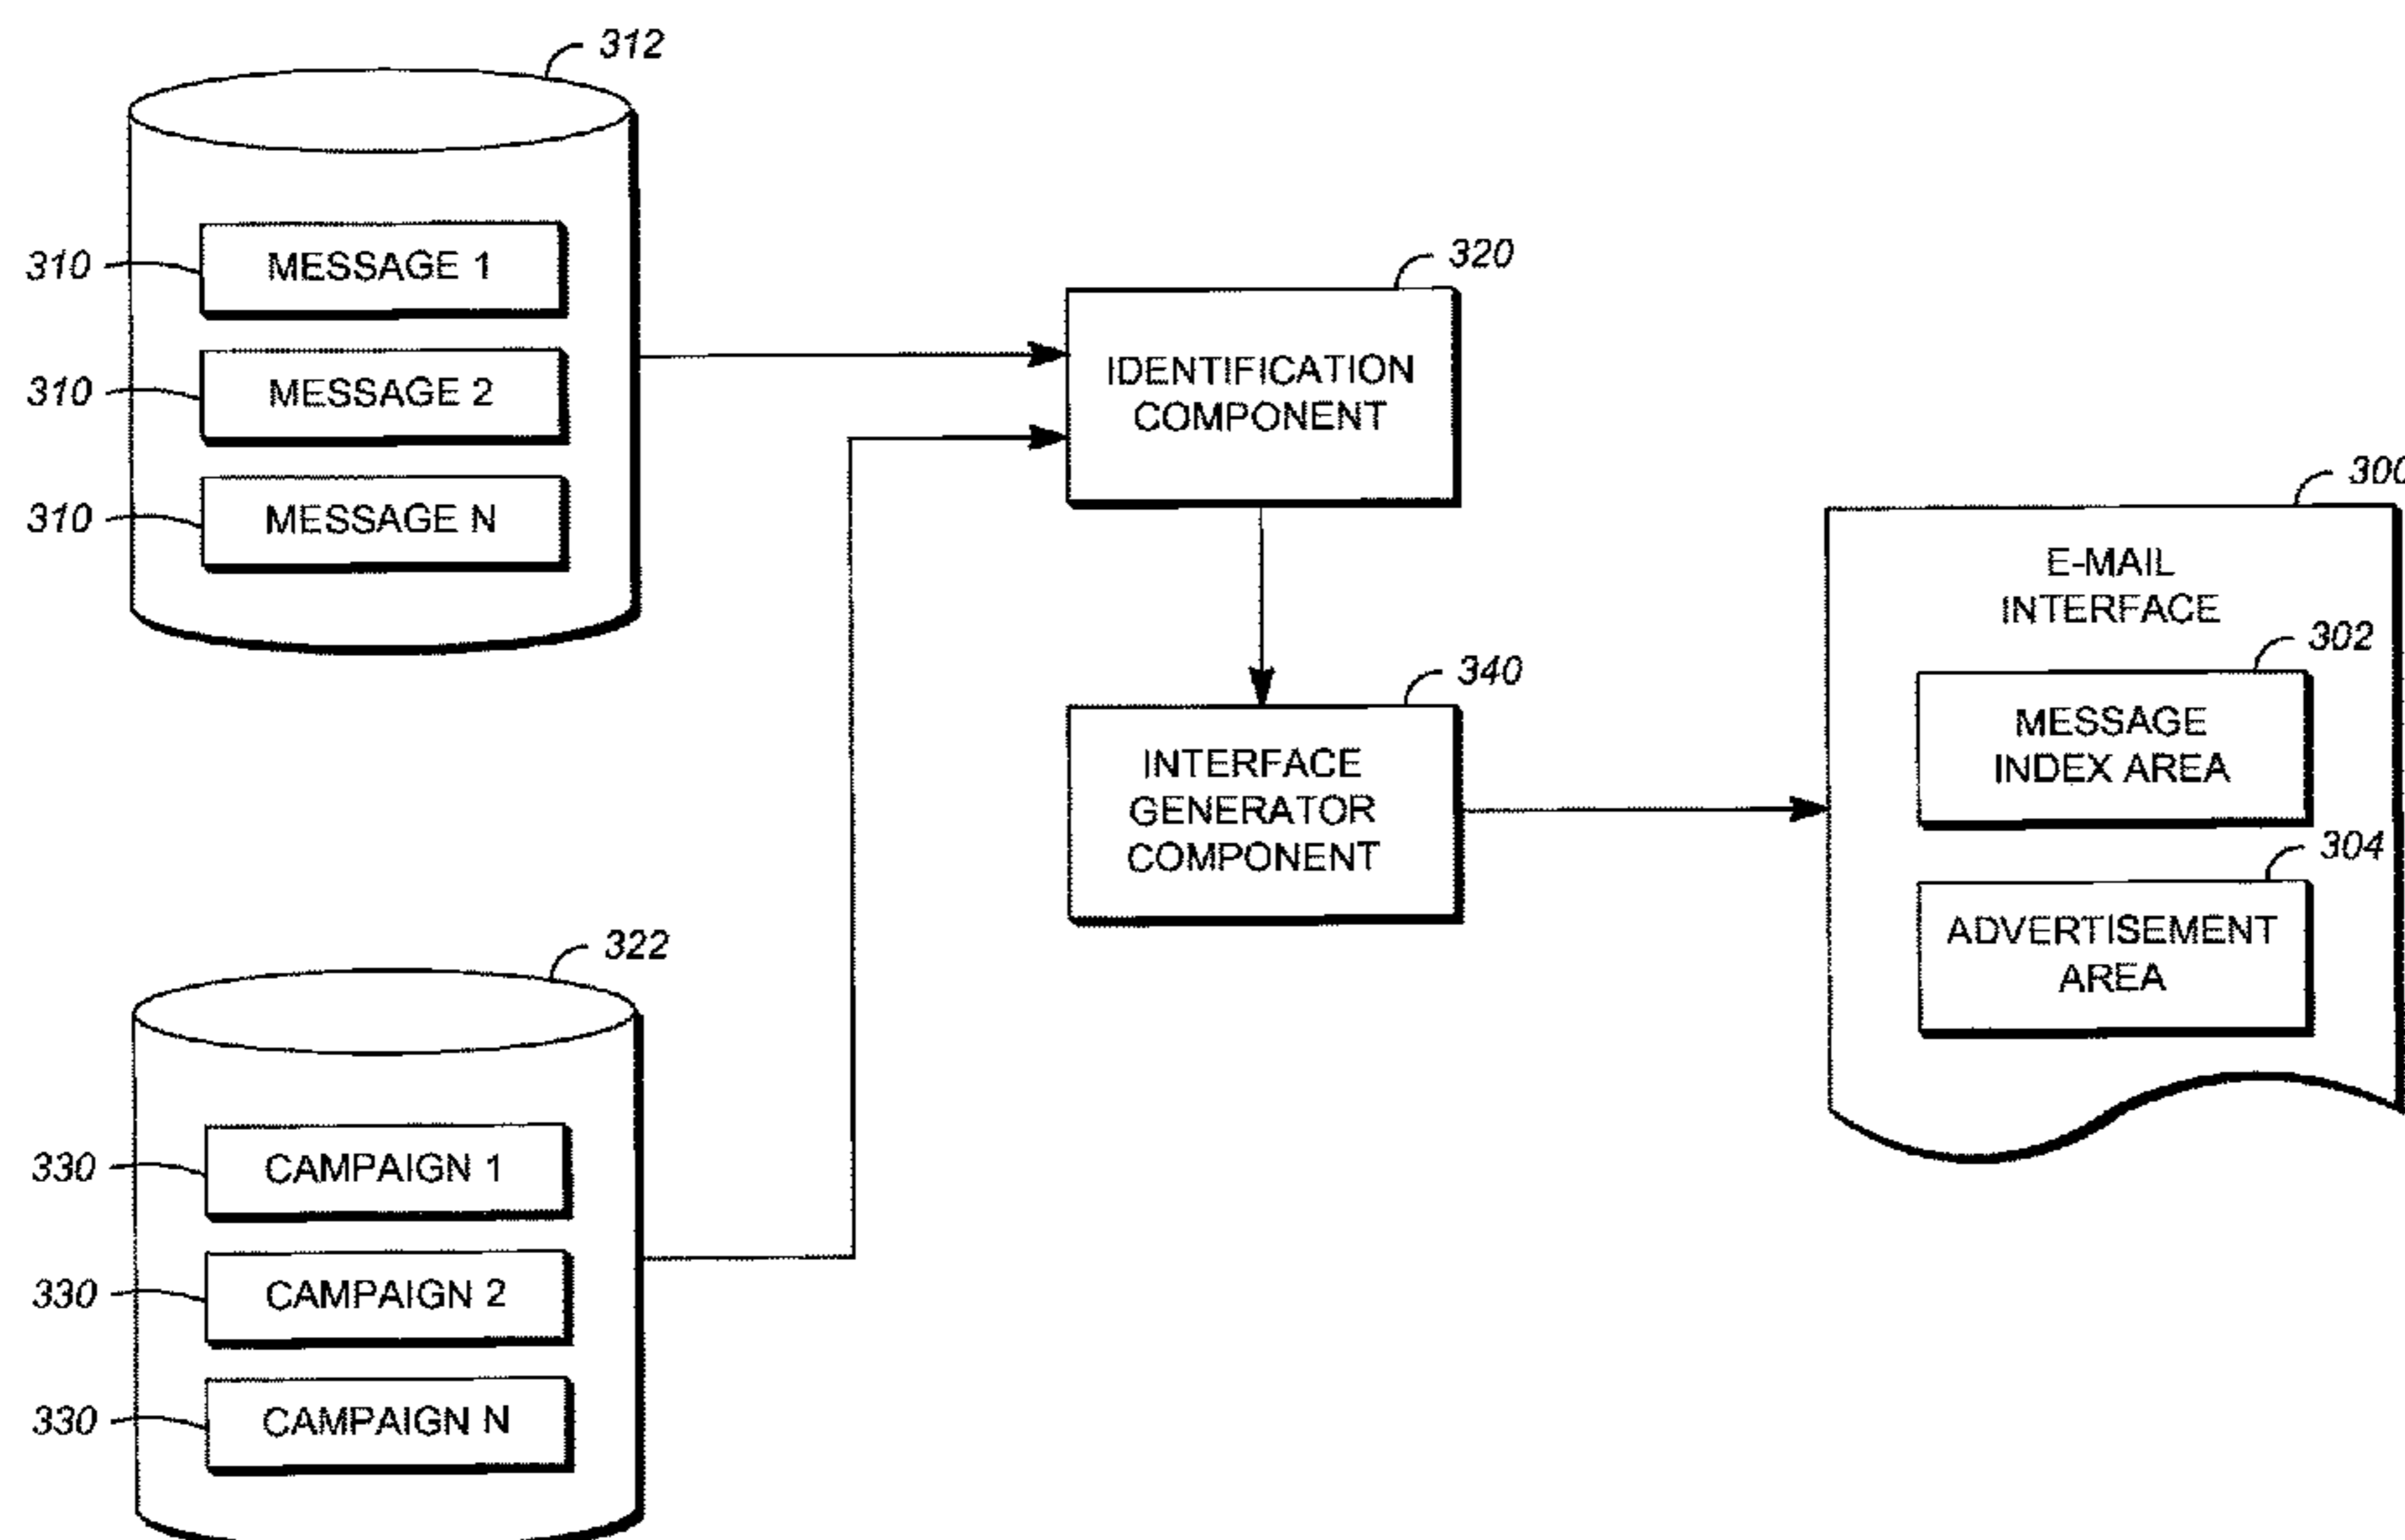 312
310
MESSAGE 1
310
MESSAGE 2
310
MESSAGE N
320
IDENTIFICATION
COMPONENT
340
INTERFACE
GENERATOR
COMPONENT
300
E-MAIL
INTERFACE
302
MESSAGE
INDEX AREA
304
ADVERTISEMENT
AREA
322
330
CAMPAIGN 1
330
CAMPAIGN 2
330
CAMPAIGN N